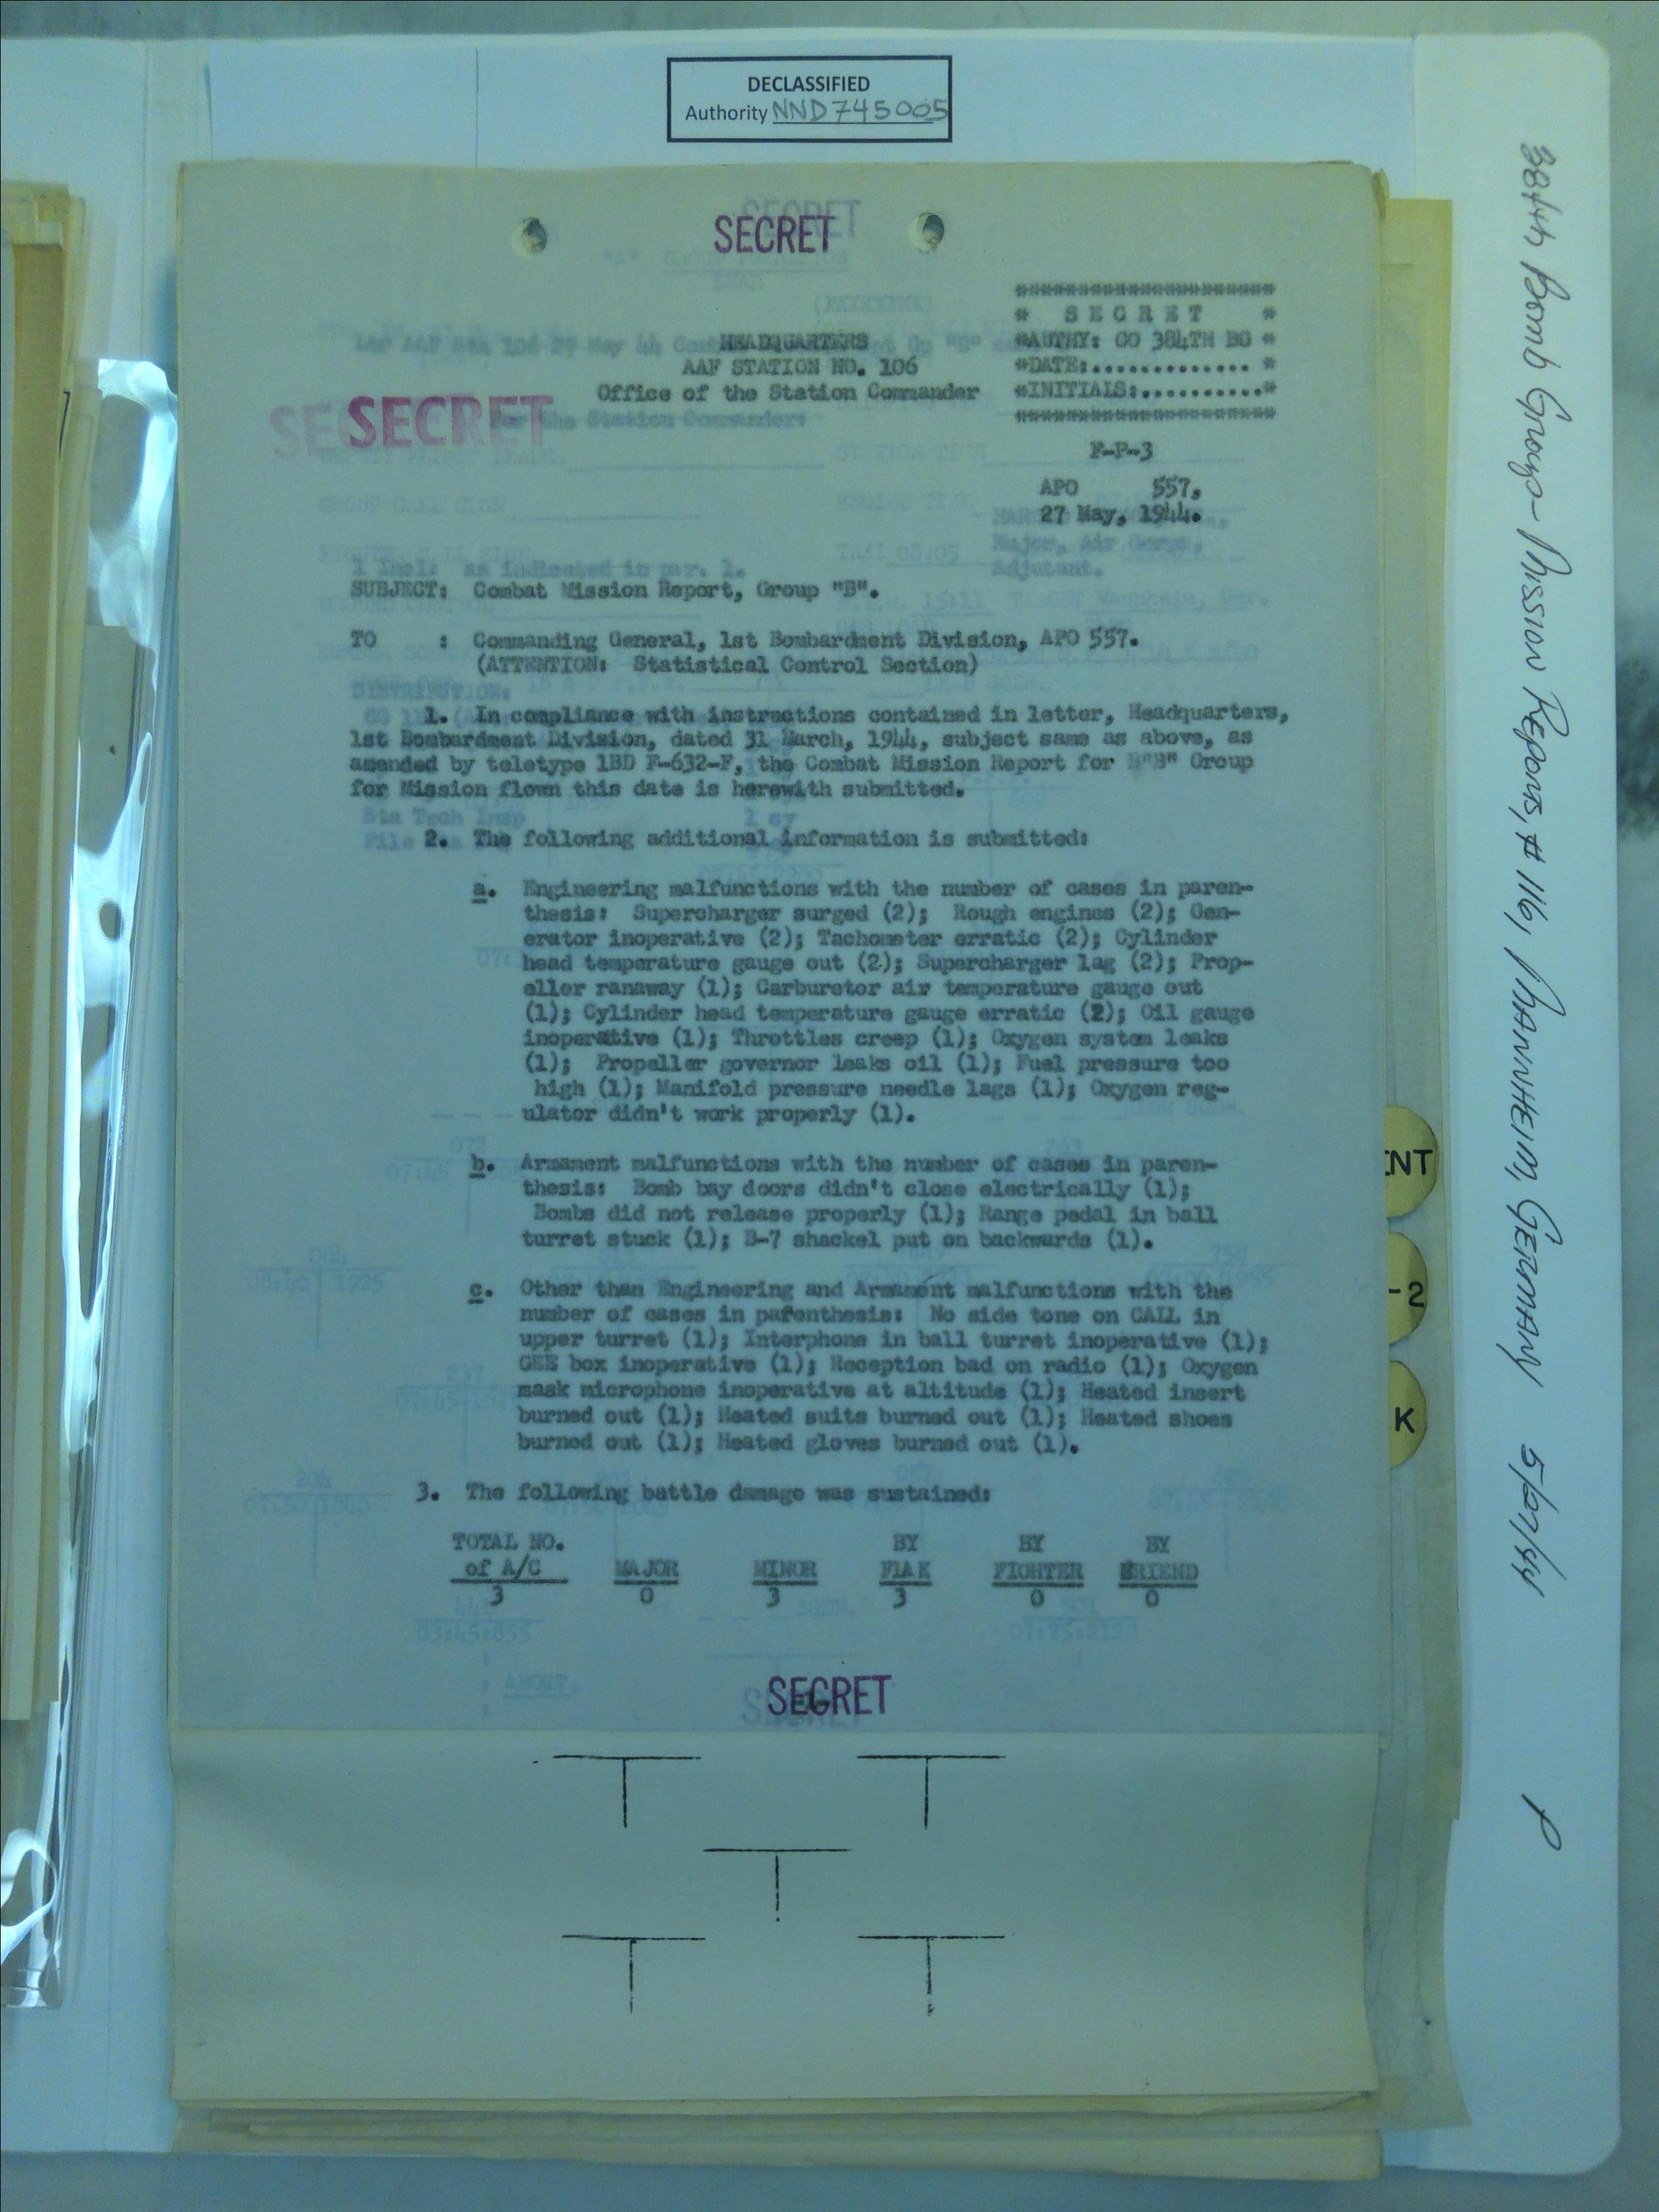 DECLASSIFIED
Authority NND745005
SECRET
**********************
* S E C R E T *
HEADQUARTERS
*AUTHY: CO 384TH BG *
AAF STATION NO. 106
*DATE:.............. *
Office of the Station Commander
*INITIALS:...........*
**********************
SECRET
F-P-3
APO 557,
27 May, 1944.
SUBJECT: Combat Mission Report, Group "B".
TO : Commanding General, 1st Bombardment Division, APO 557.
(ATTENTION: Statistical Control Section)
1. In compliance with instructions contained in letter, Headquarters,
1st Bombardment Division, dated 31 March, 1944, subject same as above, as
amended by teletype 1BD F-632-F, the Combat Mission Report for "B" Group
for Mission flown this date is herewith submitted.
2. The following additional information is submitted:
a. Engineering malfunctions with the number of cases in paren-
thesis: Supercharger surged (2); Rough engines (2); Gen-
erator inoperative (2); Tachometer erratic (2); Cylinder
head temperature gauge out (2); Supercharger lag (2); Prop-
eller ranaway (1); Carburetor air temperature gauge out
(1); Cylinder head temperature gauge erratic (2); Oil gauge
inoperative (1); Throttles creep (1); Oxygen system leaks
(1); Propeller governor leaks oil (1); Fuel pressure too
high (1); Manifold pressure needle lags (1); Oxygen reg-
ulator didn't work properly (1).
b. Armament malfunctions with the number of cases in paren-
thesis: Bomb bay doors didn't close electrically (1);
Bombs did not release properly (1); Range pedal in ball
turret stuck (1); B-7 shackel put on backwards (1).
c. Other than Engineering and Armament malfunctions with the
number of cases in parenthesis: No side tone on CALL in
upper turret (1); Interphone in ball turret inoperative (1);
GEE box inoperative (1); Reception bad on radio (1); Oxygen
mask microphone inoperative at altitude (1); Heated insert
burned out (1); Heated suits burned out (1); Heated shoes
burned out (1); Heated gloves burned out (1).
3. The following battle damage was sustained:
TOTAL NO. BY BY BY
of A/C MAJOR MINOR FLAK FIGHTER FRIEND
3 0 3 3 0 0
SECRET
384th Bomb Group - Mission Reports, # 116, MANNHEIM, GERMANY 5/27/44 P
NT
-2
K